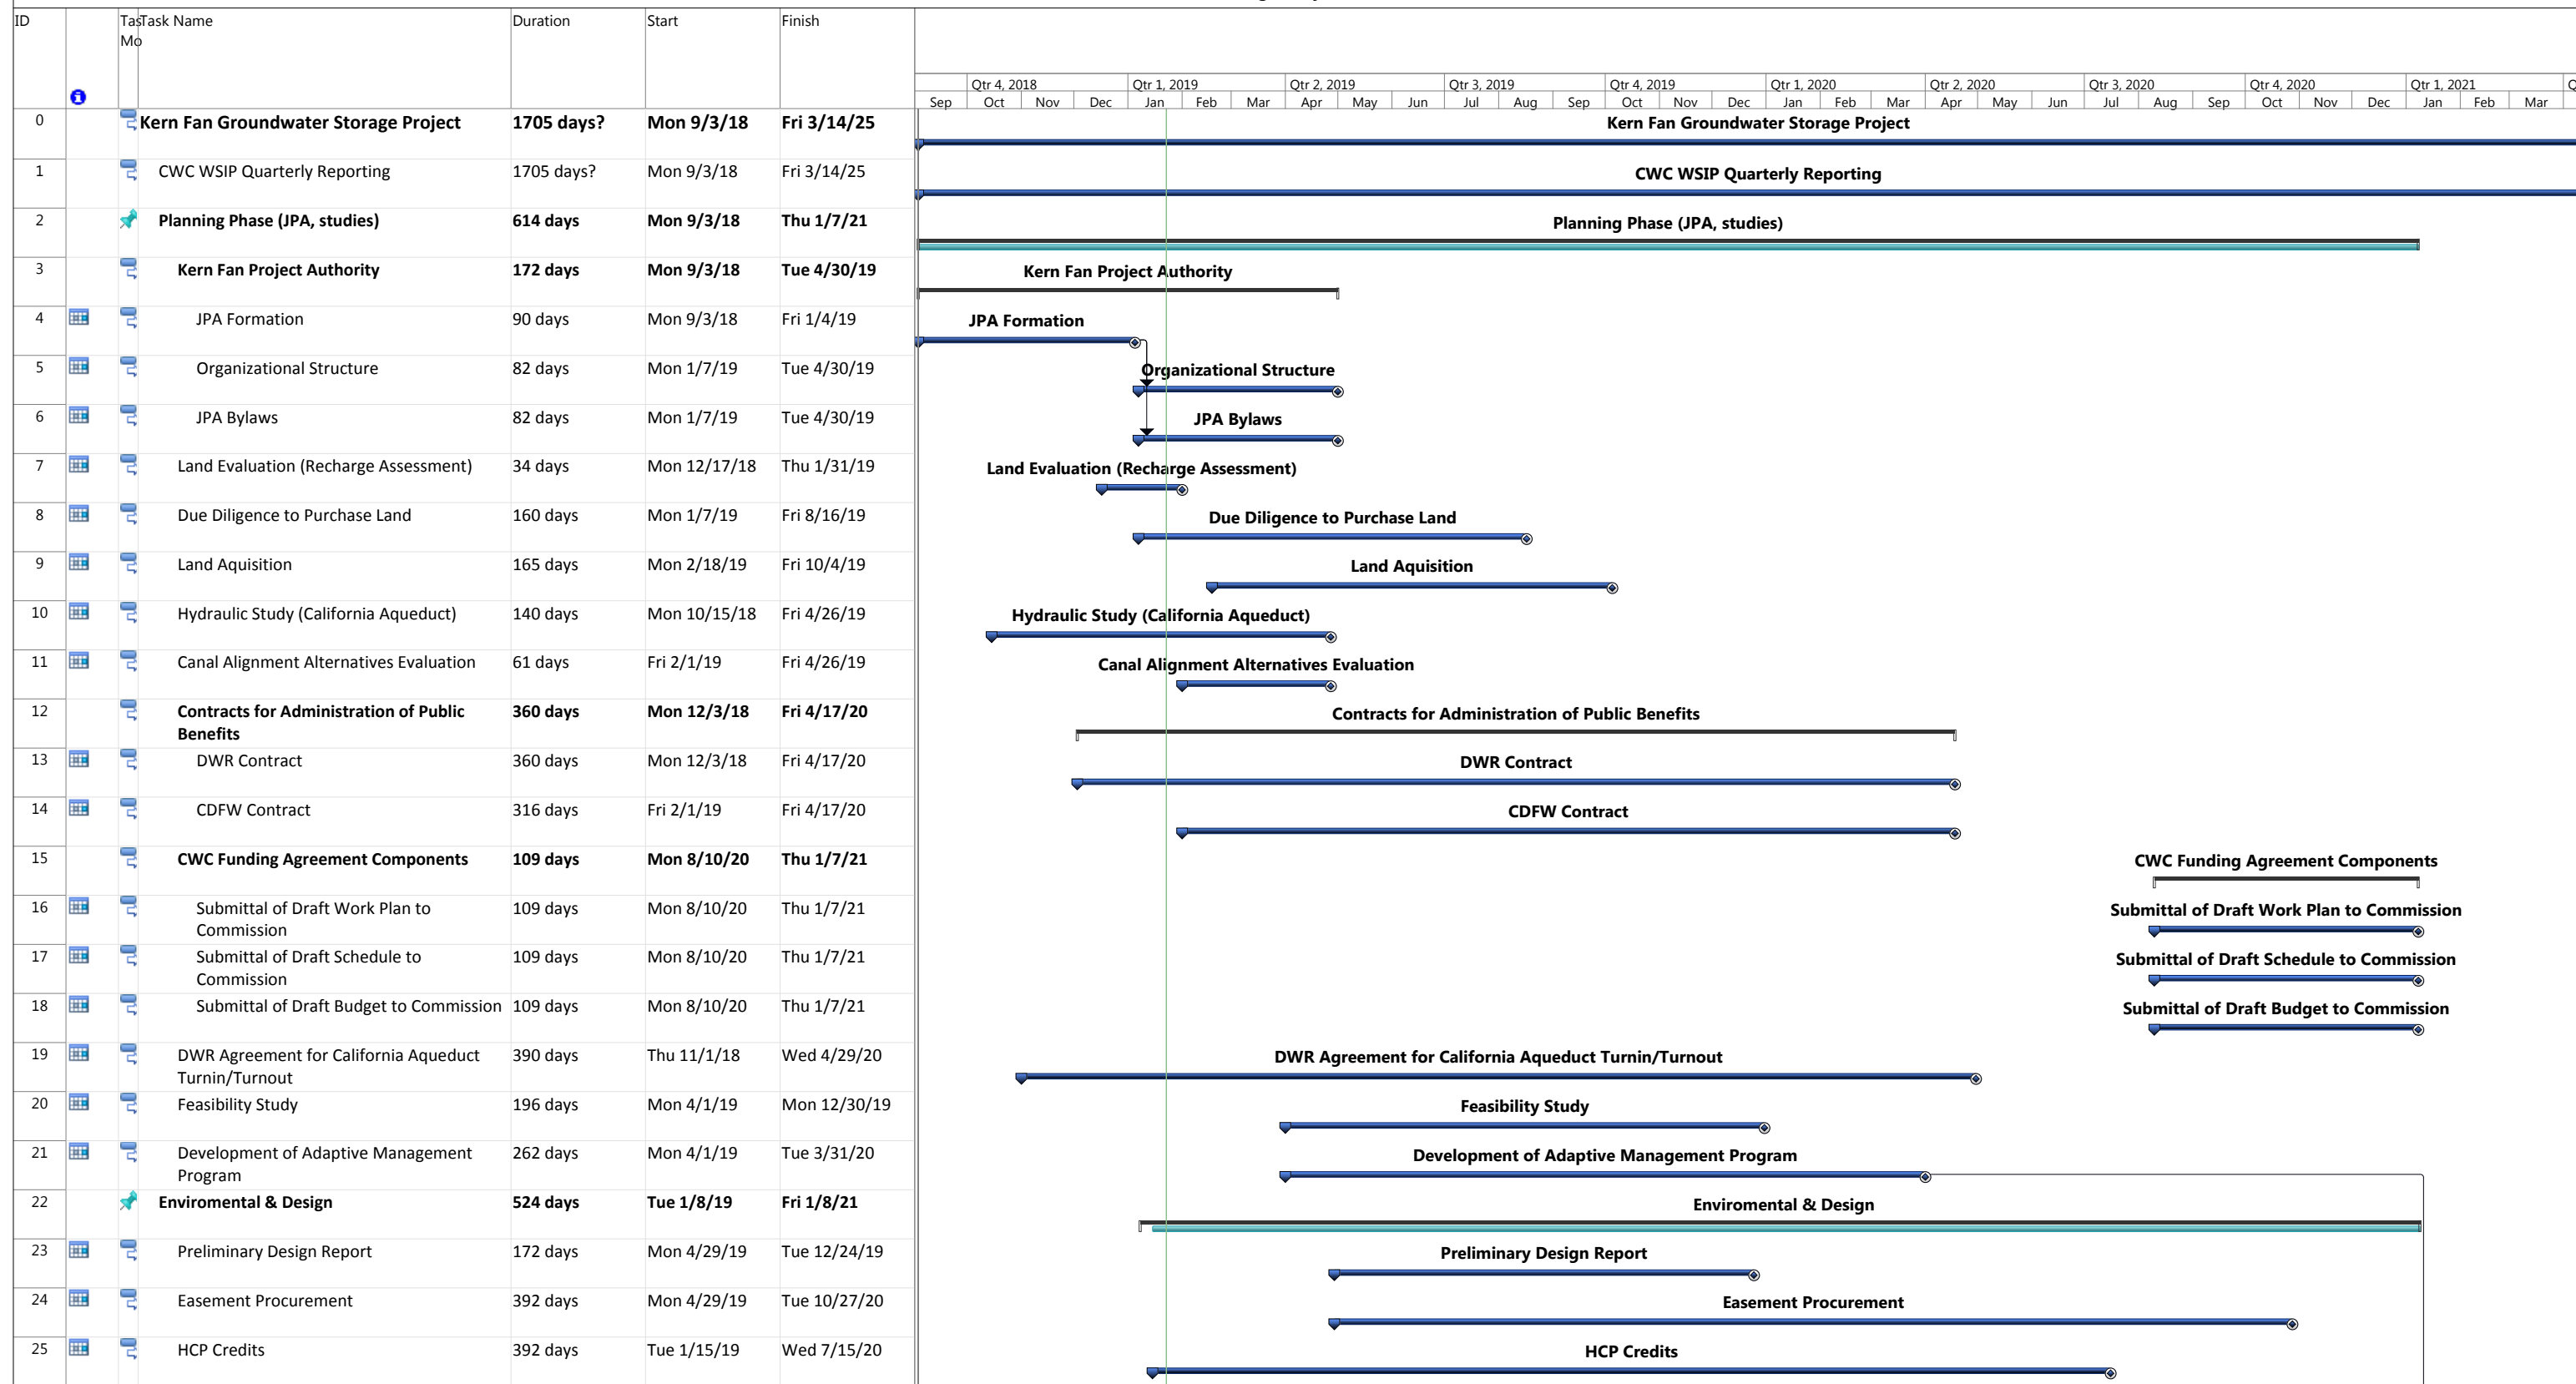 ID Tas Task Name Duration Start Finish
Mo
Qtr 4, 2018 Qtr 1, 2019 Qtr 2, 2019 Qtr 3, 2019 Qtr 4, 2019 Qtr 1, 2020 Qtr 2, 2020 Qtr 3, 2020 Qtr 4, 2020 Qtr 1, 2021 Q
Sep Oct Nov Dec Jan Feb Mar Apr May Jun Jul Aug Sep Oct Nov Dec Jan Feb Mar Apr May Jun Jul Aug Sep Oct Nov Dec Jan Feb Mar
0 Kern Fan Groundwater Storage Project 1705 days? Mon 9/3/18 Fri 3/14/25 Kern Fan Groundwater Storage Project
1 CWC WSIP Quarterly Reporting 1705 days? Mon 9/3/18 Fri 3/14/25 CWC WSIP Quarterly Reporting
2 Planning Phase (JPA, studies) 614 days Mon 9/3/18 Thu 1/7/21 Planning Phase (JPA, studies)
3 Kern Fan Project Authority 172 days Mon 9/3/18 Tue 4/30/19 Kern Fan Project Authority
4 JPA Formation 90 days Mon 9/3/18 Fri 1/4/19 JPA Formation
5 Organizational Structure 82 days Mon 1/7/19 Tue 4/30/19 Organizational Structure
6 JPA Bylaws 82 days Mon 1/7/19 Tue 4/30/19 JPA Bylaws
7 Land Evaluation (Recharge Assessment) 34 days Mon 12/17/18 Thu 1/31/19 Land Evaluation (Recharge Assessment)
8 Due Diligence to Purchase Land 160 days Mon 1/7/19 Fri 8/16/19 Due Diligence to Purchase Land
9 Land Aquisition 165 days Mon 2/18/19 Fri 10/4/19 Land Aquisition
10 Hydraulic Study (California Aqueduct) 140 days Mon 10/15/18 Fri 4/26/19 Hydraulic Study (California Aqueduct)
11 Canal Alignment Alternatives Evaluation 61 days Fri 2/1/19 Fri 4/26/19 Canal Alignment Alternatives Evaluation
12 Contracts for Administration of Public 360 days Mon 12/3/18 Fri 4/17/20 Contracts for Administration of Public Benefits
Benefits
13 DWR Contract 360 days Mon 12/3/18 Fri 4/17/20 DWR Contract
14 CDFW Contract 316 days Fri 2/1/19 Fri 4/17/20 CDFW Contract
15 CWC Funding Agreement Components 109 days Mon 8/10/20 Thu 1/7/21 CWC Funding Agreement Components
16 Submittal of Draft Work Plan to 109 days Mon 8/10/20 Thu 1/7/21 Submittal of Draft Work Plan to Commission
Commission
17 Submittal of Draft Schedule to 109 days Mon 8/10/20 Thu 1/7/21 Submittal of Draft Schedule to Commission
Commission
18 Submittal of Draft Budget to Commission 109 days Mon 8/10/20 Thu 1/7/21 Submittal of Draft Budget to Commission
19 DWR Agreement for California Aqueduct 390 days Thu 11/1/18 Wed 4/29/20 DWR Agreement for California Aqueduct Turnin/Turnout
Turnin/Turnout
20 Feasibility Study 196 days Mon 4/1/19 Mon 12/30/19 Feasibility Study
21 Development of Adaptive Management 262 days Mon 4/1/19 Tue 3/31/20 Development of Adaptive Management Program
Program
22 Enviromental & Design 524 days Tue 1/8/19 Fri 1/8/21 Enviromental & Design
23 Preliminary Design Report 172 days Mon 4/29/19 Tue 12/24/19 Preliminary Design Report
24 Easement Procurement 392 days Mon 4/29/19 Tue 10/27/20 Easement Procurement
25 HCP Credits 392 days Tue 1/15/19 Wed 7/15/20 HCP Credits